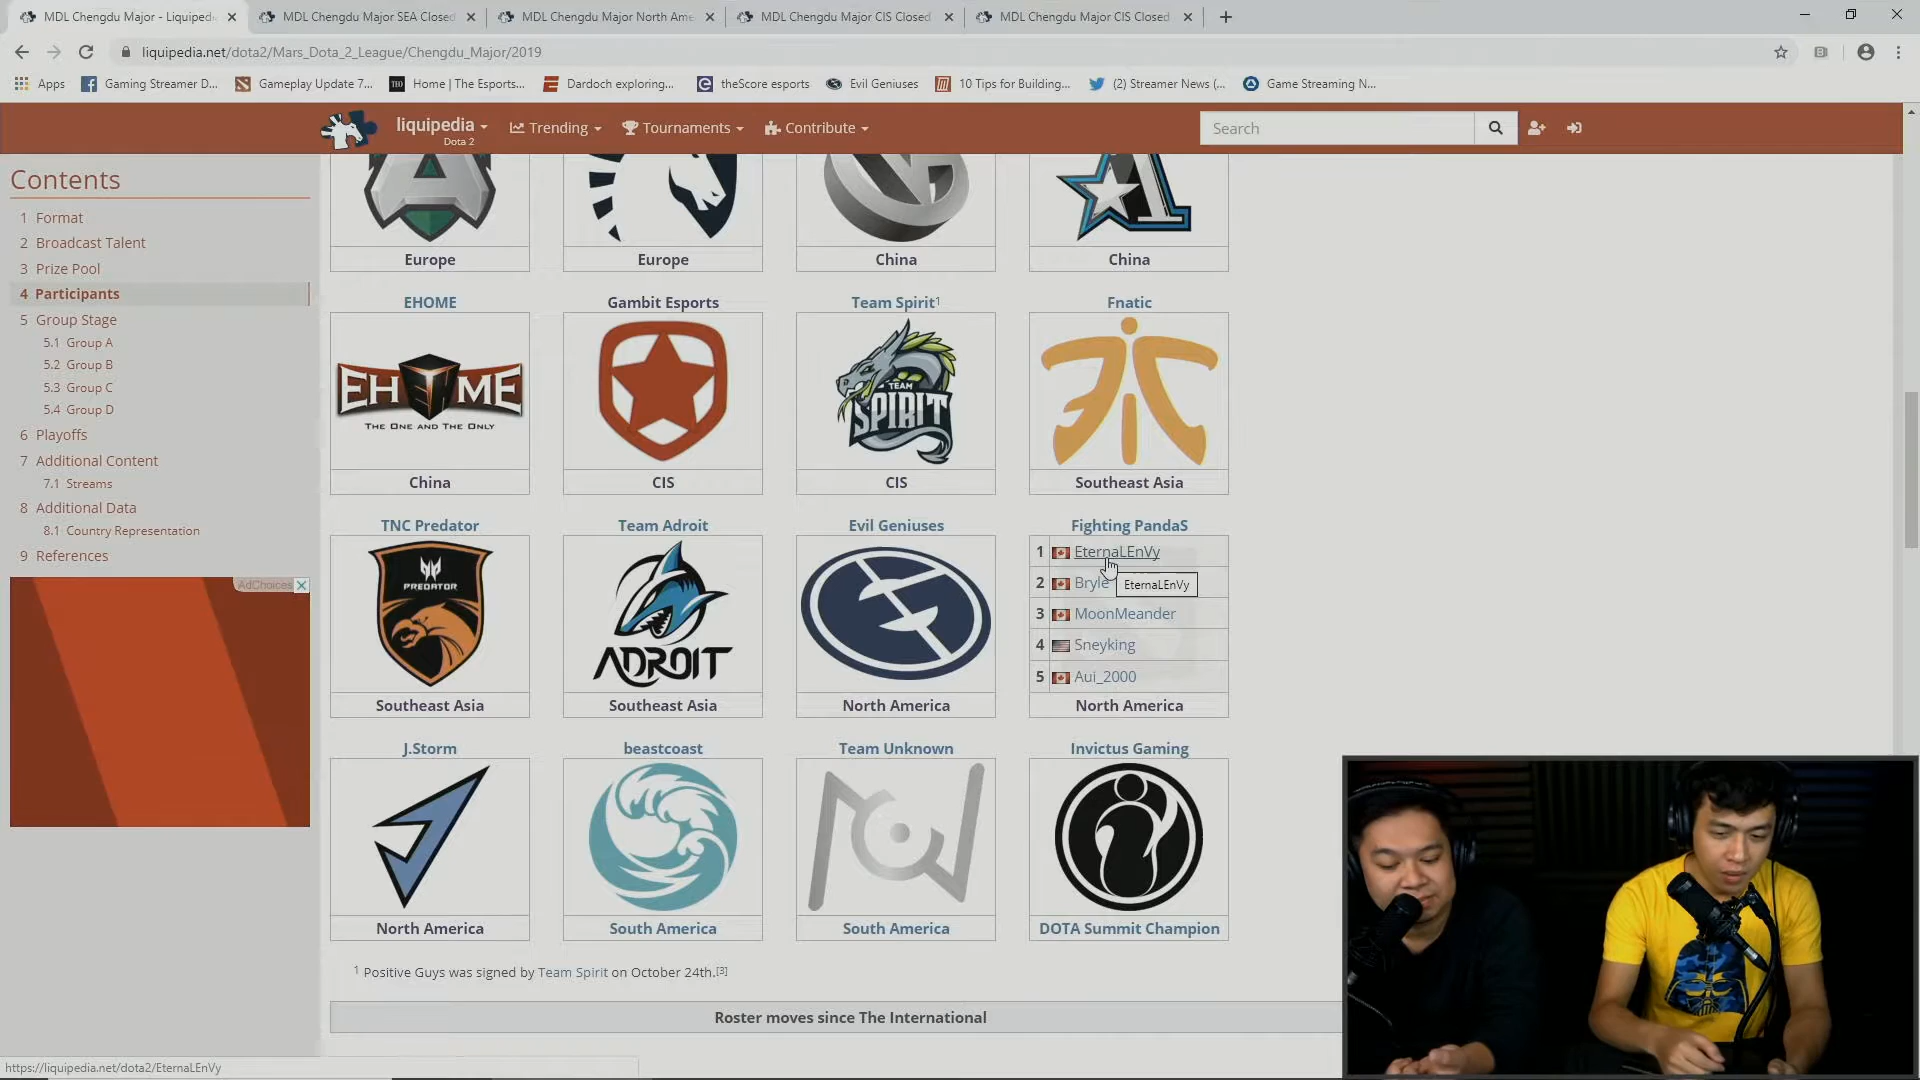 MDL Chengdu Major - Liquiped
MDL Chengdu Major SEA Closed
MDL Chengdu Major North Ame
MDL Chengdu Major CIS Closed
MDL Chengdu Major CIS Closed
liquipedia.net/dota2/Mars_Dota_2_League/Chengdu_Major/2019
Apps
Gaming Streamer D...
Gameplay Update 7...
Home | The Esports...
Dardoch exploring...
theScore esports
Evil Geniuses
10 Tips for Building...
(2) Streamer News (...
Game Streaming N...
liquipedia
Dota 2
Trending
Tournaments
Contribute
Search
Contents
1 Format
2 Broadcast Talent
3 Prize Pool
4 Participants
5 Group Stage
5.1 Group A
5.2 Group B
5.3 Group C
5.4 Group D
6 Playoffs
7 Additional Content
7.1 Streams
8 Additional Data
8.1 Country Representation
9 References
AdChoices
Europe
Europe
China
China
EHOME
Gambit Esports
Team Spirit1
Fnatic
EHOME
THE ONE AND THE ONLY
TEAM
SPIRIT
China
CIS
CIS
Southeast Asia
TNC Predator
Team Adroit
Evil Geniuses
Fighting PandaS
PREDATOR
ADROIT
1 EternaLEnVy
2 Bryle
EternaLEnVy
3 MoonMeander
4 Sneyking
5 Aui_2000
Southeast Asia
Southeast Asia
North America
North America
J.Storm
beastcoast
Team Unknown
Invictus Gaming
North America
South America
South America
DOTA Summit Champion
1 Positive Guys was signed by Team Spirit on October 24th.[3]
Roster moves since The International
https://liquipedia.net/dota2/EternaLEnVy